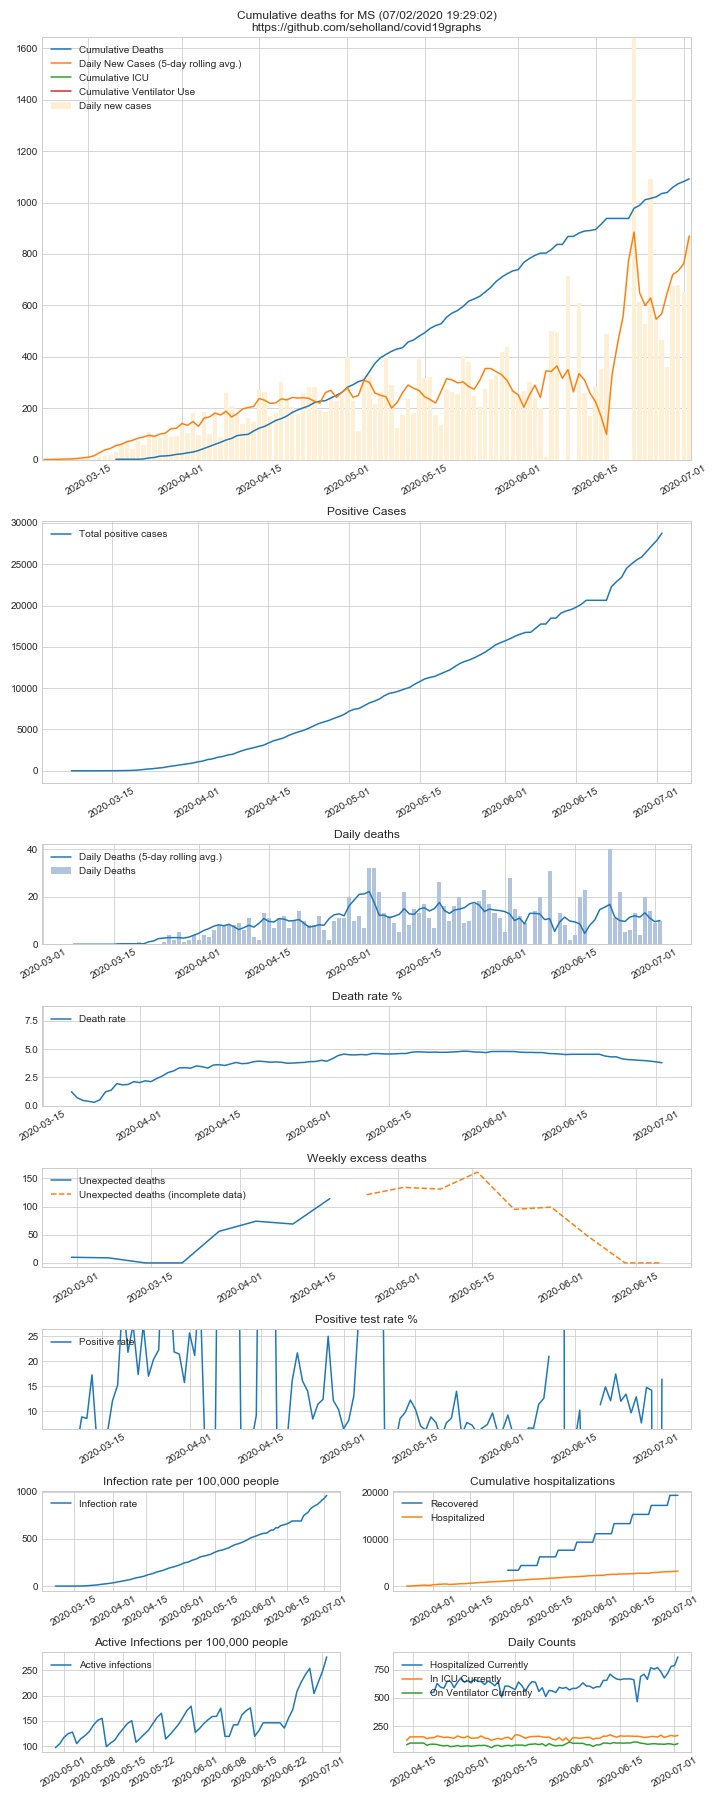 Cumulative deaths for MS (07/02/2020 19:29:02)
https://github.com/seholland/covid19graphs
Cumulative Deaths
Daily New Cases (5-day rolling avg.)
Cumulative ICU
Cumulative Ventilator Use
Daily new cases
1600
1400
1200
1000
800
600
400
200
0
2020-03-15 2020-04-01 2020-04-15 2020-05-01 2020-05-15 2020-06-01 2020-06-15 2020-07-01
Positive Cases
Total positive cases
30000
25000
20000
15000
10000
5000
0
2020-03-15 2020-04-01 2020-04-15 2020-05-01 2020-05-15 2020-06-01 2020-06-15 2020-07-01
Daily deaths
Daily Deaths (5-day rolling avg.)
Daily Deaths
40
20
0
2020-03-01 2020-03-15 2020-04-01 2020-04-15 2020-05-01 2020-05-15 2020-06-01 2020-06-15 2020-07-01
Death rate %
Death rate
7.5
5.0
2.5
0.0
2020-03-15 2020-04-01 2020-04-15 2020-05-01 2020-05-15 2020-06-01 2020-06-15 2020-07-01
Weekly excess deaths
Unexpected deaths
Unexpected deaths (incomplete data)
150
100
50
0
2020-03-01 2020-03-15 2020-04-01 2020-04-15 2020-05-01 2020-05-15 2020-06-01 2020-06-15
Positive test rate %
Positive rate
25
20
15
10
2020-03-15 2020-04-01 2020-04-15 2020-05-01 2020-05-15 2020-06-01 2020-06-15 2020-07-01
Infection rate per 100,000 people
Infection rate
1000
500
0
2020-03-15 2020-04-01 2020-04-15 2020-05-01 2020-05-15 2020-06-01 2020-06-15 2020-07-01
Cumulative hospitalizations
Recovered
Hospitalized
20000
10000
0
2020-04-01 2020-04-15 2020-05-01 2020-05-15 2020-06-01 2020-06-15 2020-07-01
Active Infections per 100,000 people
Active infections
250
200
150
100
2020-05-01 2020-05-08 2020-05-15 2020-05-22 2020-06-01 2020-06-08 2020-06-15 2020-06-22 2020-07-01
Daily Counts
Hospitalized Currently
In ICU Currently
On Ventilator Currently
750
500
250
2020-04-15 2020-05-01 2020-05-15 2020-06-01 2020-06-15 2020-07-01